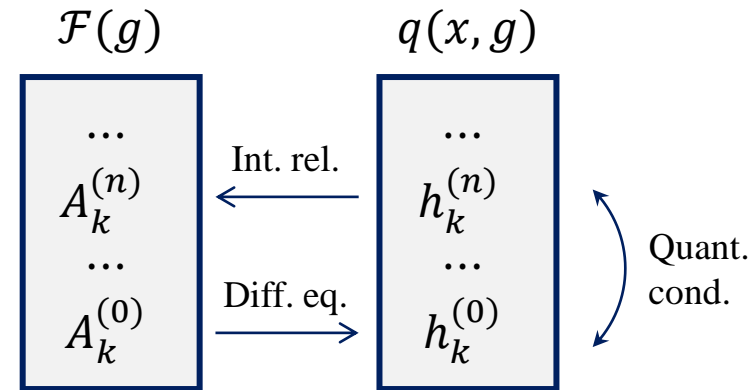 ℱ(g)
q(x, g)
...
A_k^{(n)}
...
A_k^{(0)}
Int. rel.
Diff. eq.
...
h_k^{(n)}
...
h_k^{(0)}
Quant.
cond.